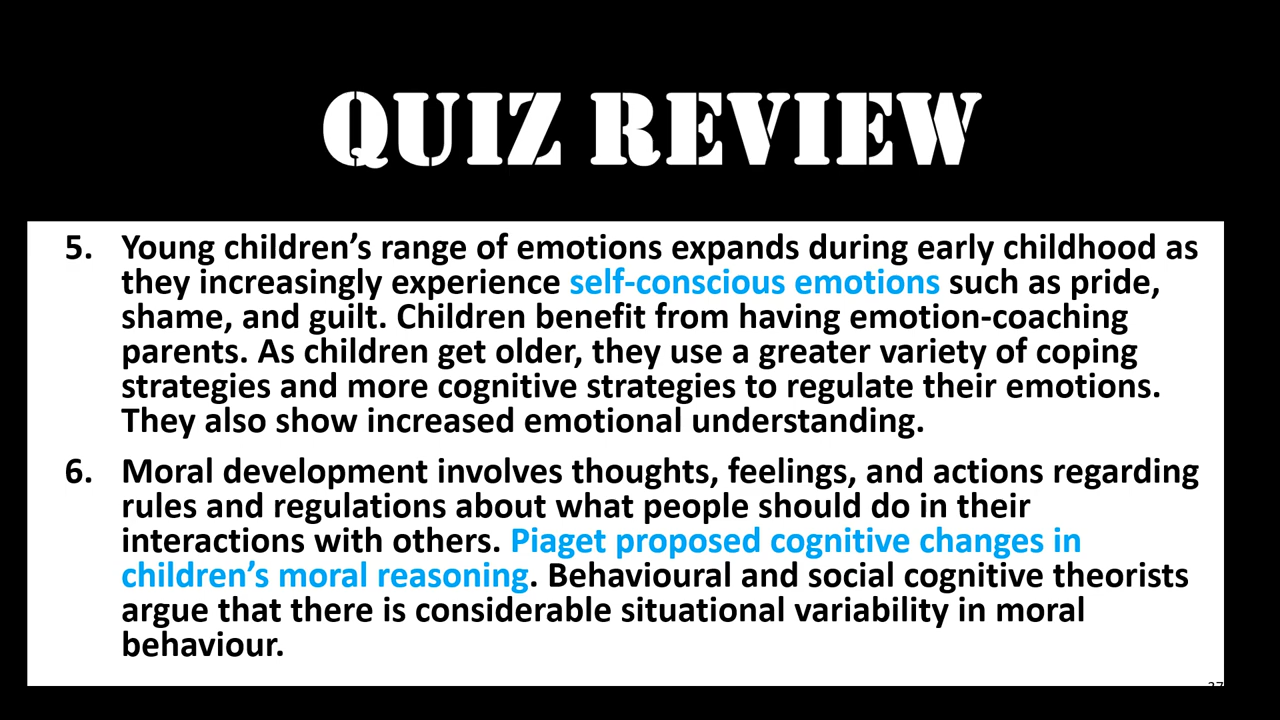 QUIZ REVIEW
5. Young children’s range of emotions expands during early childhood as
they increasingly experience self-conscious emotions such as pride,
shame, and guilt. Children benefit from having emotion-coaching
parents. As children get older, they use a greater variety of coping
strategies and more cognitive strategies to regulate their emotions.
They also show increased emotional understanding.
6. Moral development involves thoughts, feelings, and actions regarding
rules and regulations about what people should do in their
interactions with others. Piaget proposed cognitive changes in
children’s moral reasoning. Behavioural and social cognitive theorists
argue that there is considerable situational variability in moral
behaviour.